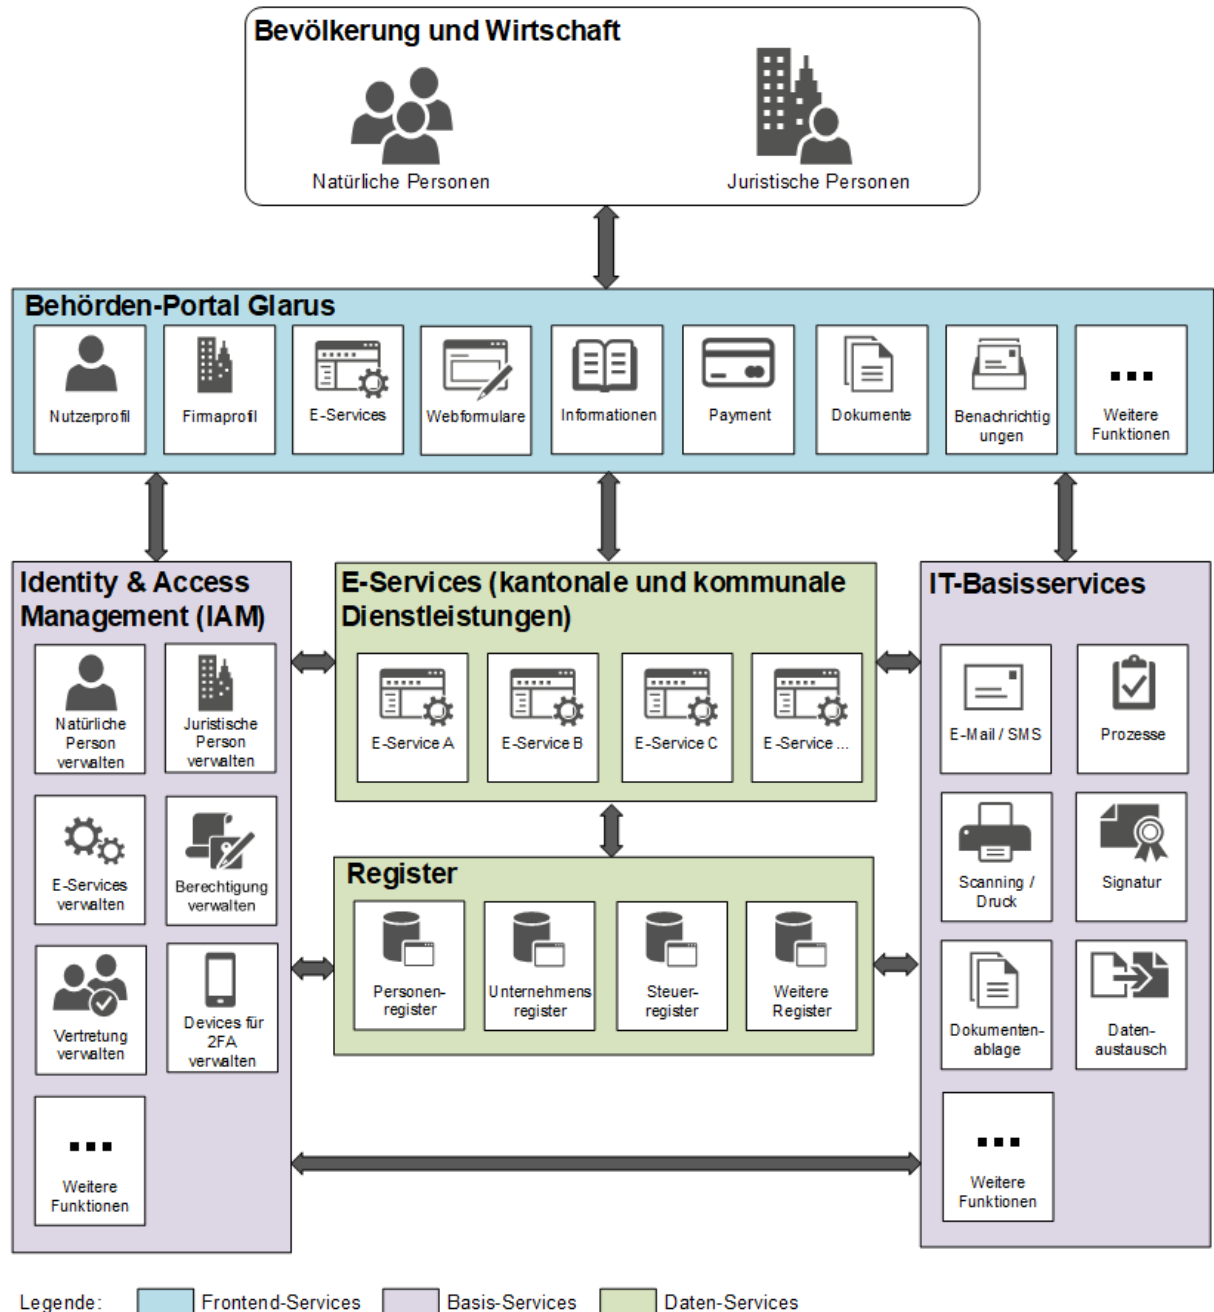 Bevölkerung und Wirtschaft
Natürliche Personen
Juristische Personen
Behörden-Portal Glarus
Nutzerprofil
Firmaprofil
E-Services
Webformulare
Informationen
Payment
Dokumente
Benachrichtig
ungen
...
Weitere
Funktionen
Identity & Access
Management (IAM)
Natürliche
Person
verwalten
Juristische
Person
verwalten
E-Services
verwalten
Berechtigung
verwalten
Vertretung
verwalten
Devices für
2FA
verwalten
...
Weitere
Funktionen
E-Services (kantonale und kommunale
Dienstleistungen)
E-Service A
E-Service B
E-Service C
E-Service ...
Register
Personen-
register
Unternehmens
register
Steuer-
register
Weitere
Register
IT-Basisservices
E-Mail / SMS
Prozesse
Scanning /
Druck
Signatur
Dokumenten-
ablage
Daten-
austausch
...
Weitere
Funktionen
Legende:
Frontend-Services
Basis-Services
Daten-Services